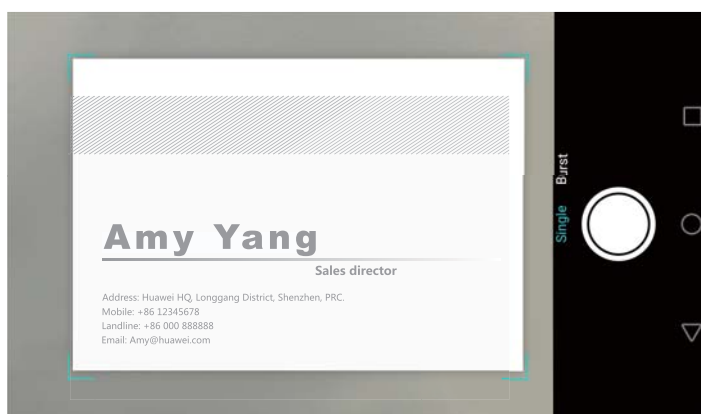 Amy Yang
Sales director
Address: Huawei HQ, Longgang District, Shenzhen, PRC.
Mobile: +86 12345678
Landline: +86 000 888888
Email: Amy@huawei.com
Single Burst